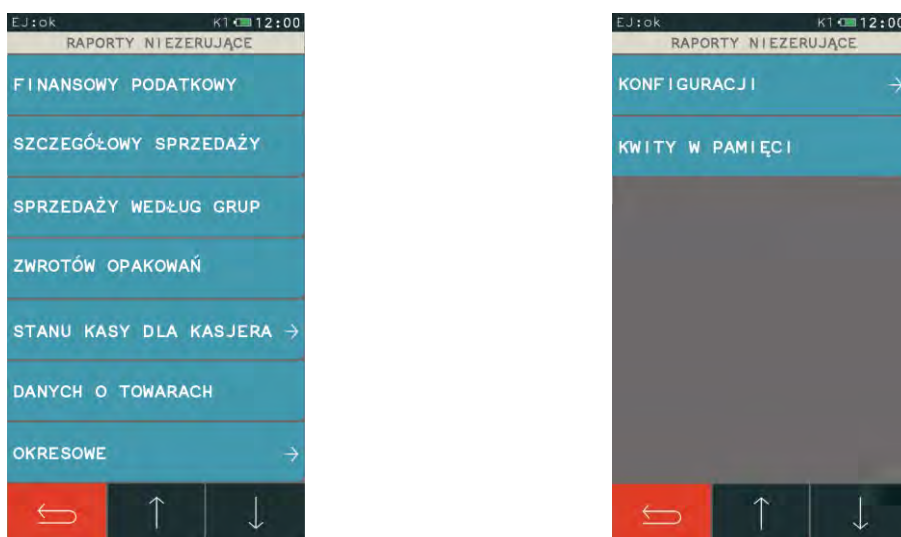 EJ:ok K1 12:00
RAPORTY NIEZERUJĄCE
FINANSOWY PODATKOWY
SZCZEGÓŁOWY SPRZEDAŻY
SPRZEDAŻY WEDŁUG GRUP
ZWROTÓW OPAKOWAŃ
STANU KASY DLA KASJERA →
DANYCH O TOWARACH
OKRESOWE →
EJ:ok K1 12:00
RAPORTY NIEZERUJĄCE
KONFIGURACJI →
KWITY W PAMIĘCI